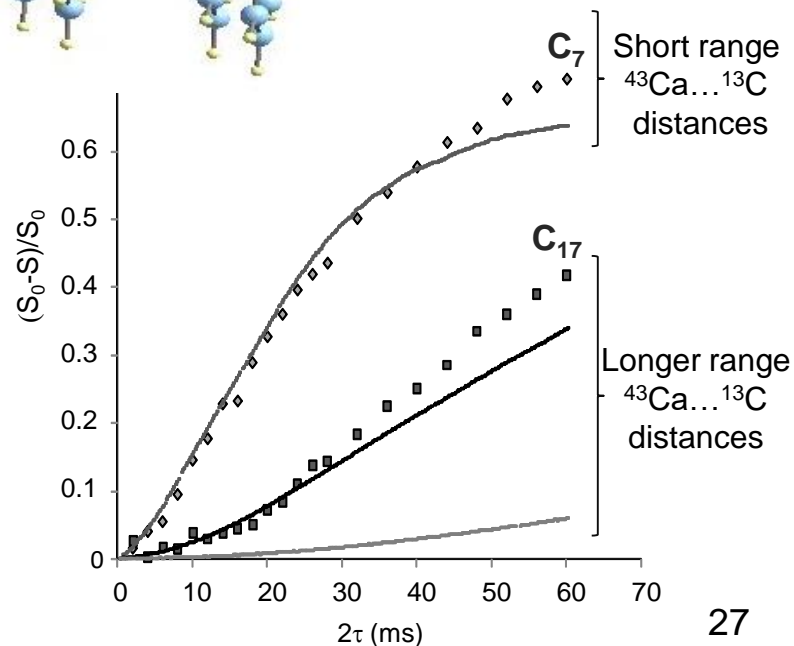 C₇
Short range
⁴³Ca…¹³C
distances
C₁₇
Longer range
⁴³Ca…¹³C
distances
(S₀-S)/S₀
0.6
0.5
0.4
0.3
0.2
0.1
0
0 10 20 30 40 50 60 70
2τ (ms)
27